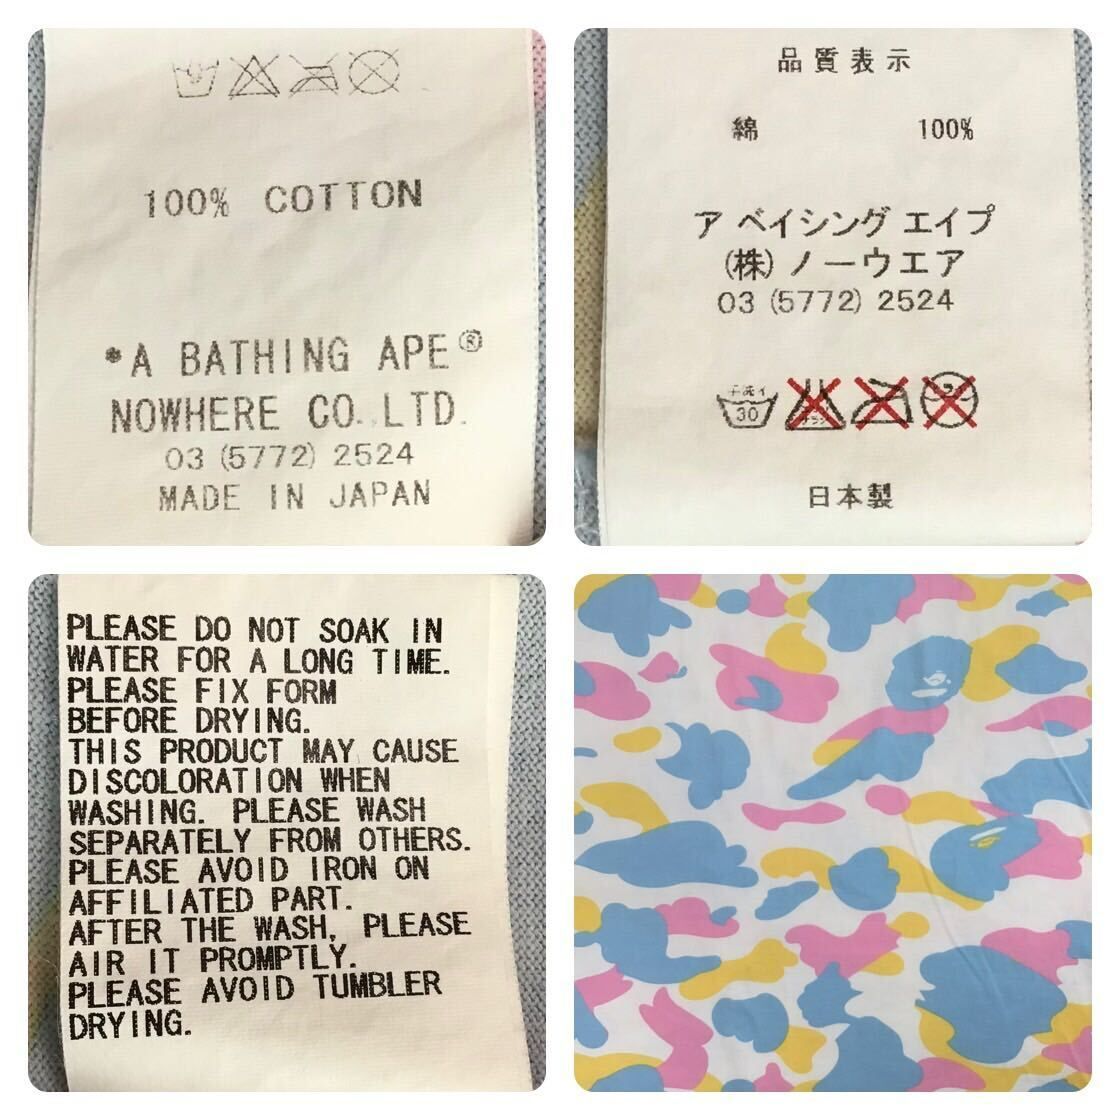 100% COTTON
*A BATHING APE®
NOWHERE CO.,LTD.
03 (5772) 2524
MADE IN JAPAN
品質表示
綿 100%
ア ベイシング エイプ
(株) ノーウエア
03 (5772) 2524
手洗イ
30
日本製
PLEASE DO NOT SOAK IN
WATER FOR A LONG TIME.
PLEASE FIX FORM
BEFORE DRYING.
THIS PRODUCT MAY CAUSE
DISCOLORATION WHEN
WASHING. PLEASE WASH
SEPARATELY FROM OTHERS.
PLEASE AVOID IRON ON
AFFILIATED PART.
AFTER THE WASH, PLEASE
AIR IT PROMPTLY.
PLEASE AVOID TUMBLER
DRYING.